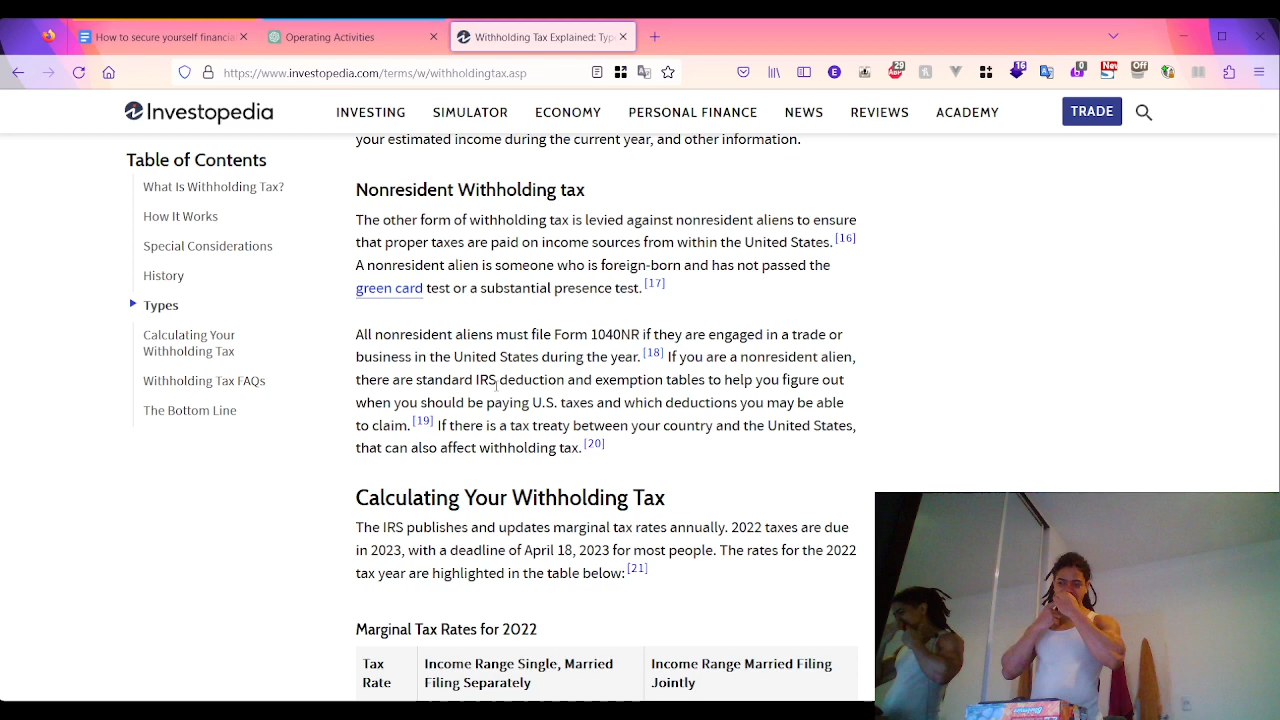 How to secure yourself financia
Operating Activities
Withholding Tax Explained: Typ
https://www.investopedia.com/terms/w/withholdingtax.asp
16
23
0
New
Off
Investopedia
INVESTING
SIMULATOR
ECONOMY
PERSONAL FINANCE
NEWS
REVIEWS
ACADEMY
TRADE
Table of Contents
What Is Withholding Tax?
How It Works
Special Considerations
History
Types
Calculating Your
Withholding Tax
Withholding Tax FAQs
The Bottom Line
your estimated income during the current year, and other information.
Nonresident Withholding tax
The other form of withholding tax is levied against nonresident aliens to ensure
that proper taxes are paid on income sources from within the United States. [16]
A nonresident alien is someone who is foreign-born and has not passed the
green card test or a substantial presence test. [17]
All nonresident aliens must file Form 1040NR if they are engaged in a trade or
business in the United States during the year. [18] If you are a nonresident alien,
there are standard IRS deduction and exemption tables to help you figure out
when you should be paying U.S. taxes and which deductions you may be able
to claim. [19] If there is a tax treaty between your country and the United States,
that can also affect withholding tax. [20]
Calculating Your Withholding Tax
The IRS publishes and updates marginal tax rates annually. 2022 taxes are due
in 2023, with a deadline of April 18, 2023 for most people. The rates for the 2022
tax year are highlighted in the table below: [21]
Marginal Tax Rates for 2022
Tax
Rate
Income Range Single, Married
Filing Separately
Income Range Married Filing
Jointly